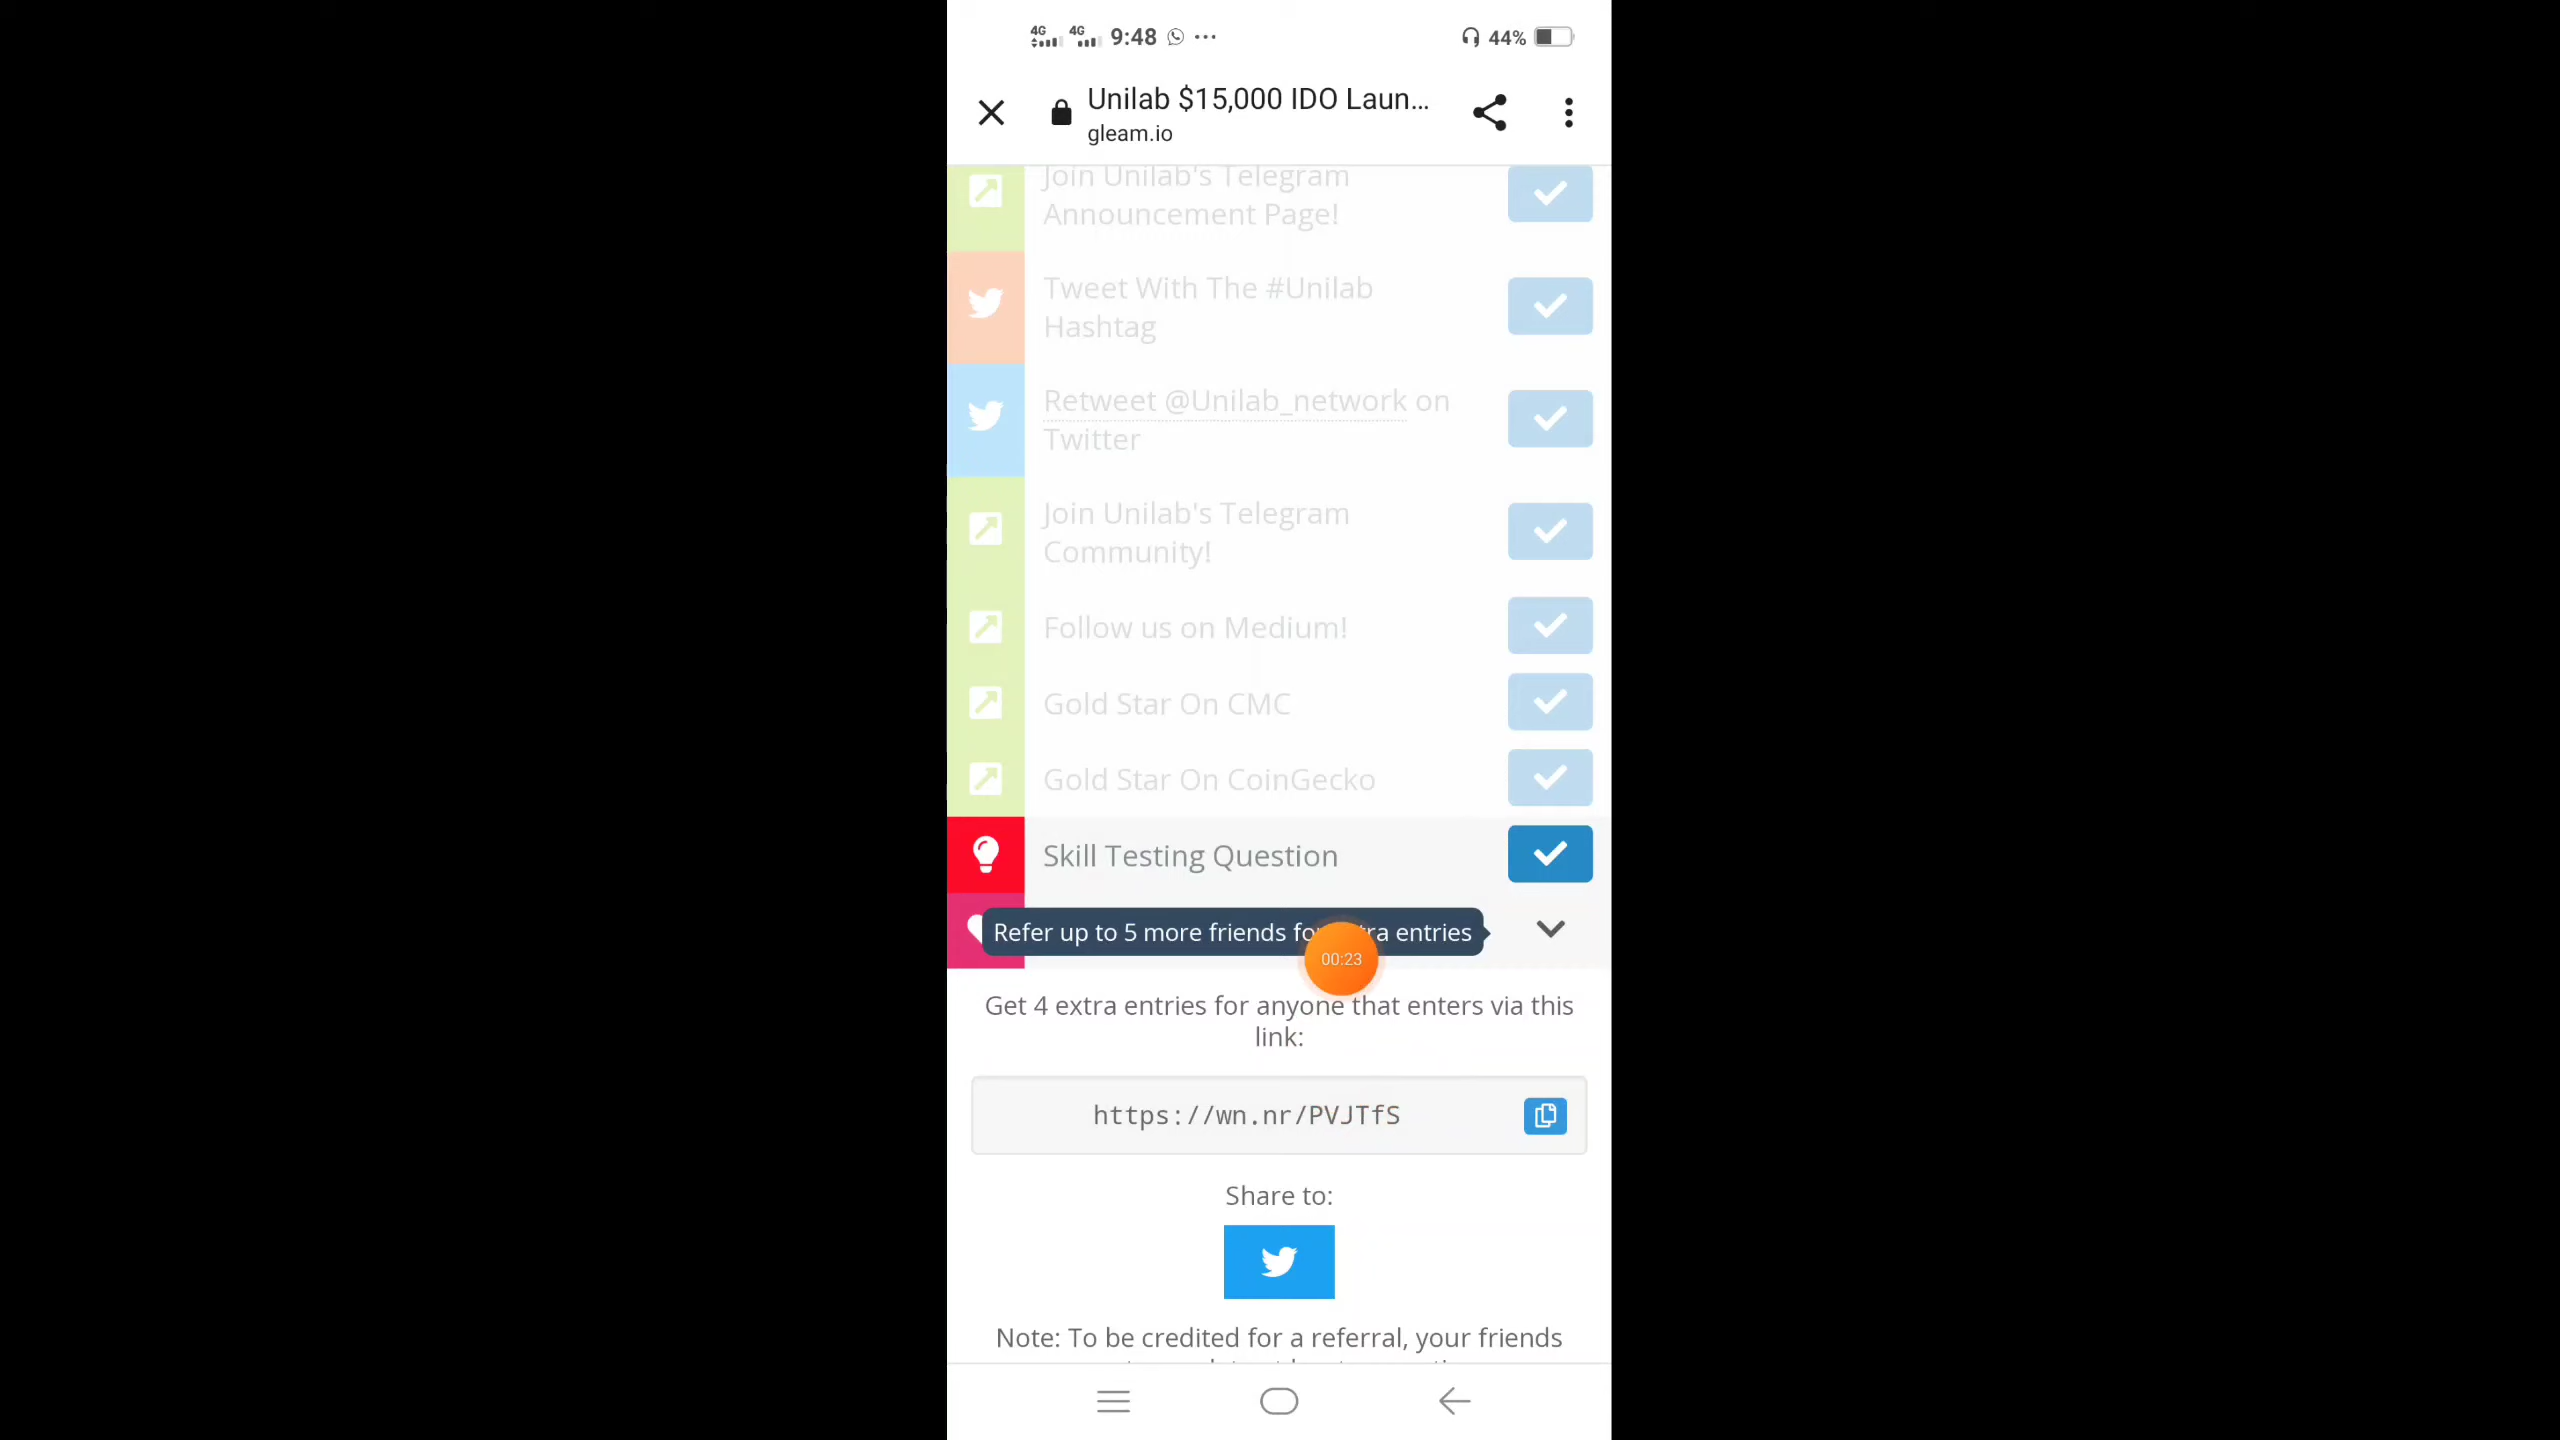 4G 4G 9:48 44%
Unilab $15,000 IDO Laun...
gleam.io
Join Unilab's Telegram
Announcement Page!
Tweet With The #Unilab
Hashtag
Retweet @Unilab_network on
Twitter
Join Unilab's Telegram
Community!
Follow us on Medium!
Gold Star On CMC
Gold Star On CoinGecko
Skill Testing Question
Refer up to 5 more friends entries
00:23
Get 4 extra entries for anyone that enters via this
link:
https://wn.nr/PVJTfS
Share to:
Note: To be credited for a referral, your friends